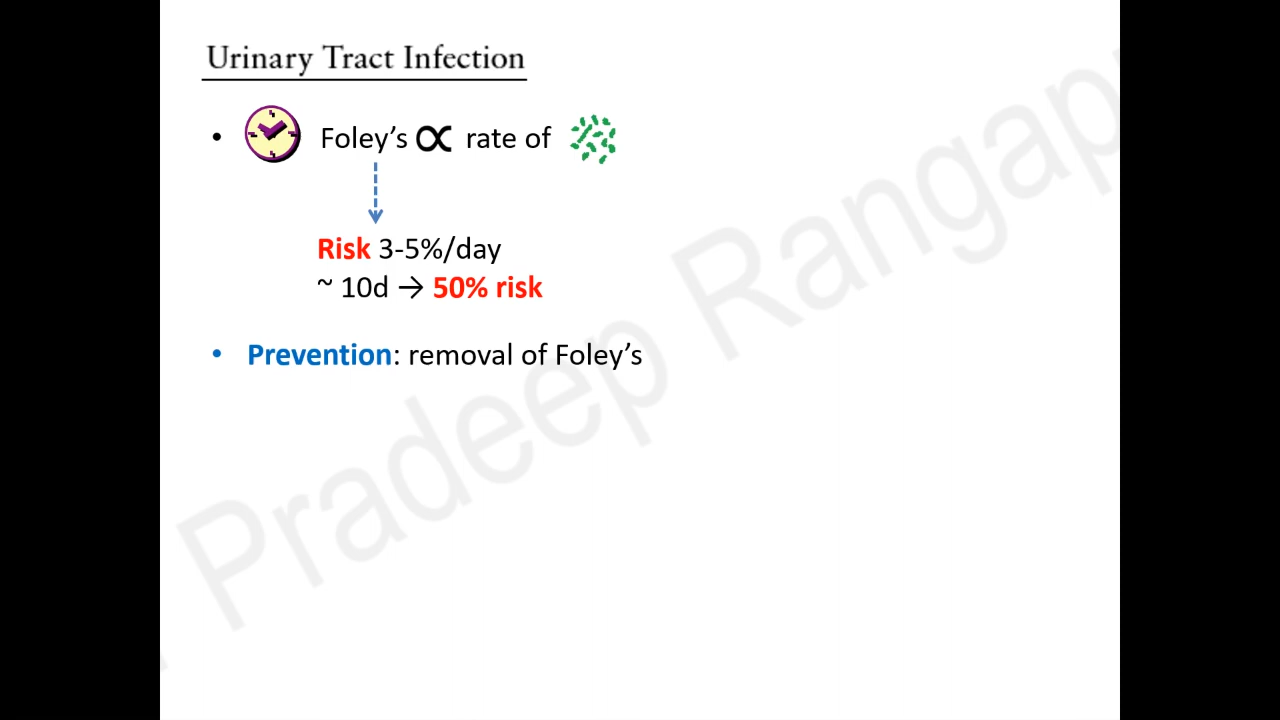 Urinary Tract Infection
• Foley’s ∝ rate of
Risk 3-5%/day
~ 10d → 50% risk
• Prevention: removal of Foley’s
Pradeep Rangap